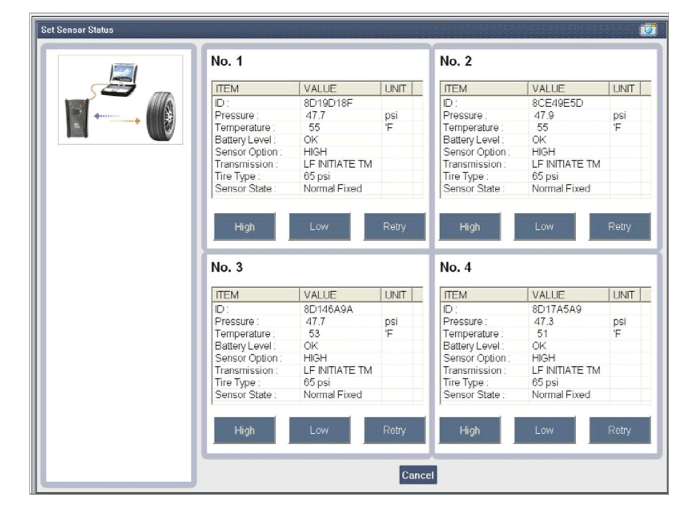 Set Sensor Status
No. 1
ITEM VALUE UNIT
ID : 8D19D18F
Pressure : 47.7 psi
Temperature : 55 'F
Battery Level : OK
Sensor Option : HIGH
Transmission : LF INITIATE TM
Tire Type : 65 psi
Sensor State : Normal Fixed
High Low Retry
No. 2
ITEM VALUE UNIT
ID : 8CE49E5D
Pressure : 47.9 psi
Temperature : 55 'F
Battery Level : OK
Sensor Option : HIGH
Transmission : LF INITIATE TM
Tire Type : 65 psi
Sensor State : Normal Fixed
High Low Retry
No. 3
ITEM VALUE UNIT
ID : 8D146A9A
Pressure : 47.7 psi
Temperature : 53 'F
Battery Level : OK
Sensor Option : HIGH
Transmission : LF INITIATE TM
Tire Type : 65 psi
Sensor State : Normal Fixed
High Low Retry
No. 4
ITEM VALUE UNIT
ID : 8D17A5A9
Pressure : 47.3 psi
Temperature : 51 'F
Battery Level : OK
Sensor Option : HIGH
Transmission : LF INITIATE TM
Tire Type : 65 psi
Sensor State : Normal Fixed
High Low Retry
Cancel